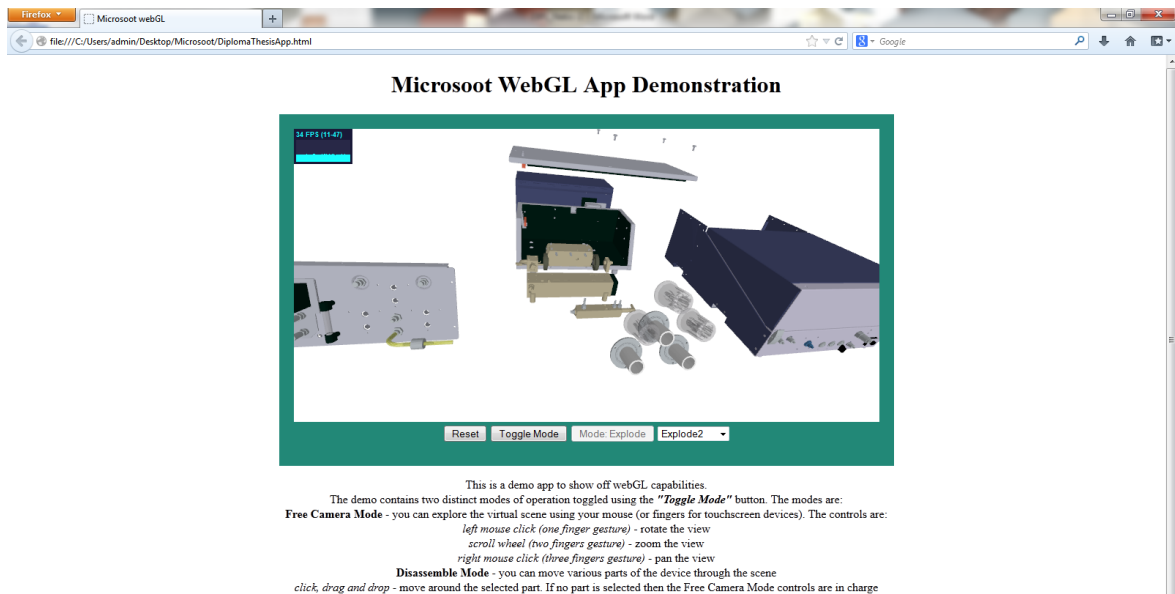 Firefox
Microsoot webGL
file:///C:/Users/admin/Desktop/Microsoot/DiplomaThesisApp.html
Google
Microsoot WebGL App Demonstration
34 FPS (11-47)
Reset
Toggle Mode
Mode: Explode
Explode2
This is a demo app to show off webGL capabilities.
The demo contains two distinct modes of operation toggled using the "Toggle Mode" button. The modes are:
Free Camera Mode - you can explore the virtual scene using your mouse (or fingers for touchscreen devices). The controls are:
left mouse click (one finger gesture) - rotate the view
scroll wheel (two fingers gesture) - zoom the view
right mouse click (three fingers gesture) - pan the view
Disassemble Mode - you can move various parts of the device through the scene
click, drag and drop - move around the selected part. If no part is selected then the Free Camera Mode controls are in charge